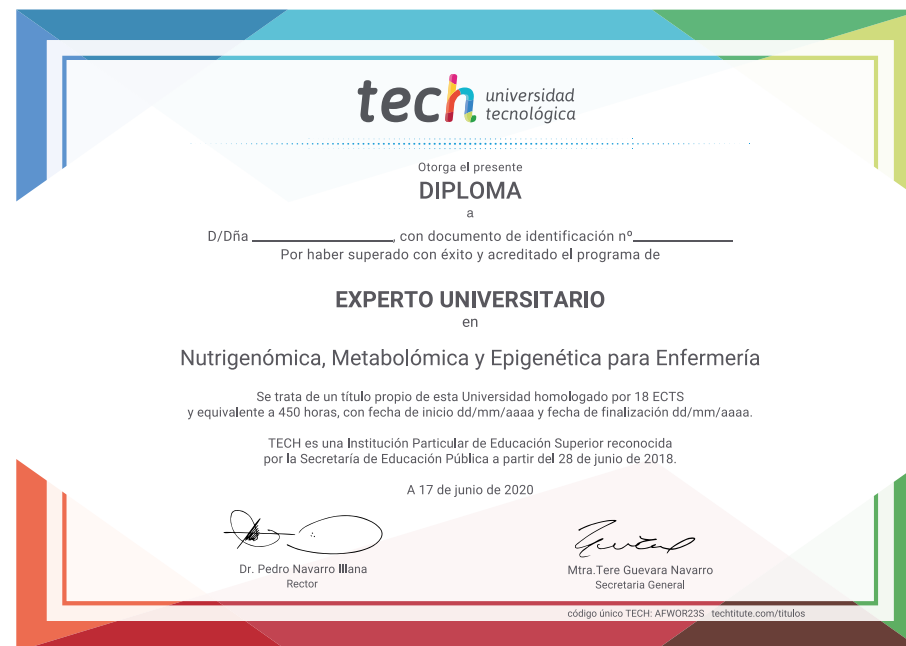 tech universidad
tecnológica
Otorga el presente
DIPLOMA
a
D/Dña ____________, con documento de identificación nº____________
Por haber superado con éxito y acreditado el programa de
EXPERTO UNIVERSITARIO
en
Nutrigenómica, Metabolómica y Epigenética para Enfermería
Se trata de un título propio de esta Universidad homologado por 18 ECTS
y equivalente a 450 horas, con fecha de inicio dd/mm/aaaa y fecha de finalización dd/mm/aaaa.
TECH es una Institución Particular de Educación Superior reconocida
por la Secretaría de Educación Pública a partir del 28 de junio de 2018.
A 17 de junio de 2020
Dr. Pedro Navarro Illana
Rector
Mtra.Tere Guevara Navarro
Secretaria General
código único TECH: AFWOR23S techtitute.com/titulos